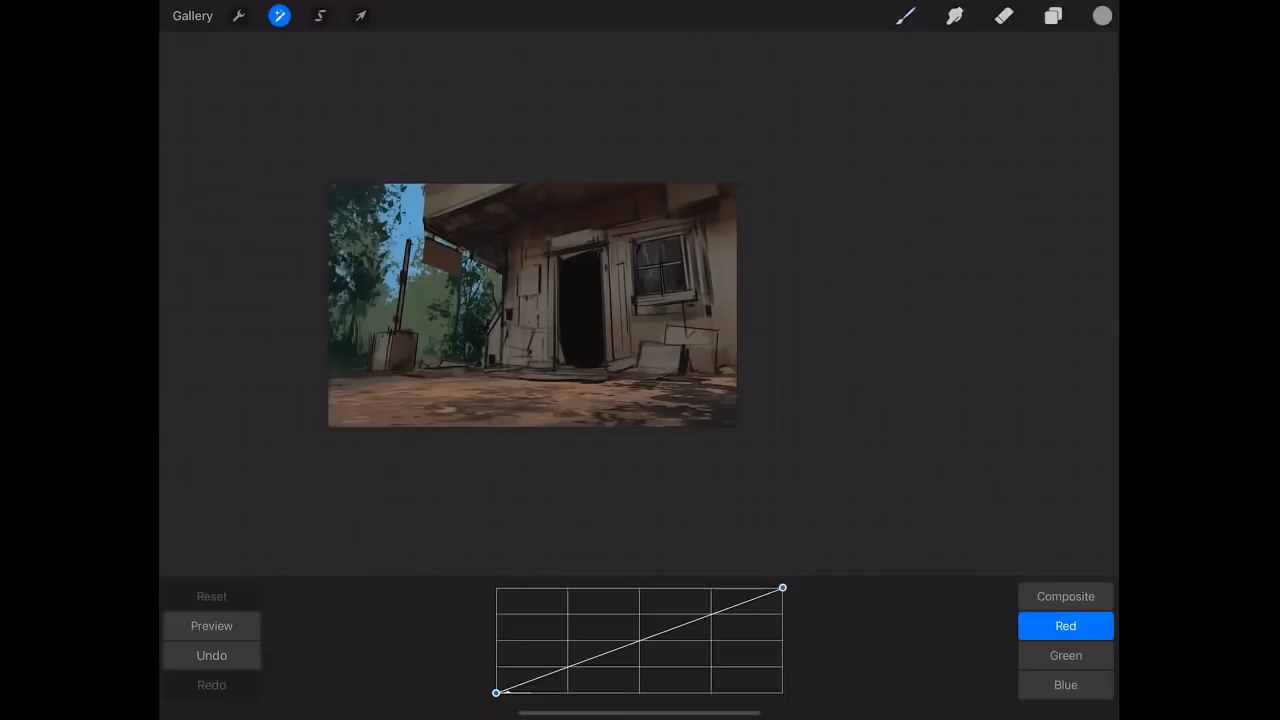 Gallery
Reset
Preview
Undo
Redo
Composite
Red
Green
Blue